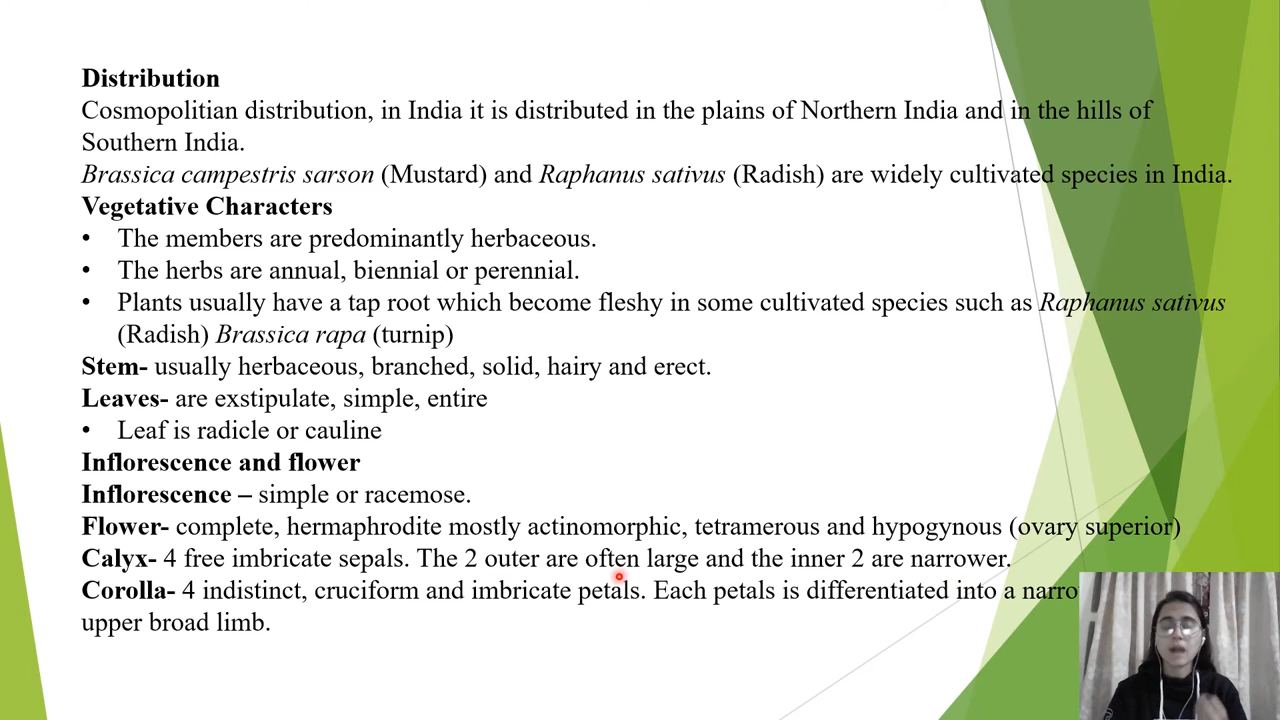 Distribution
Cosmopolitian distribution, in India it is distributed in the plains of Northern India and in the hills of
Southern India.
Brassica campestris sarson (Mustard) and Raphanus sativus (Radish) are widely cultivated species in India.
Vegetative Characters
• The members are predominantly herbaceous.
• The herbs are annual, biennial or perennial.
• Plants usually have a tap root which become fleshy in some cultivated species such as Raphanus sativus
(Radish) Brassica rapa (turnip)
Stem- usually herbaceous, branched, solid, hairy and erect.
Leaves- are exstipulate, simple, entire
• Leaf is radicle or cauline
Inflorescence and flower
Inflorescence – simple or racemose.
Flower- complete, hermaphrodite mostly actinomorphic, tetramerous and hypogynous (ovary superior)
Calyx- 4 free imbricate sepals. The 2 outer are often large and the inner 2 are narrower.
Corolla- 4 indistinct, cruciform and imbricate petals. Each petals is differentiated into a
upper broad limb.